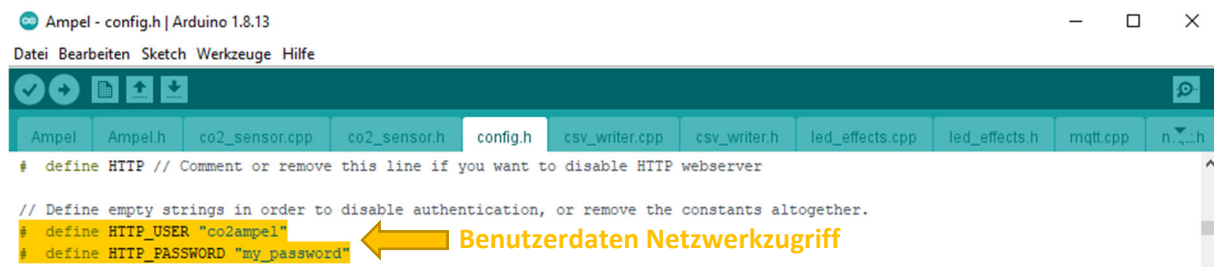 Ampel - config.h | Arduino 1.8.13
Datei Bearbeiten Sketch Werkzeuge Hilfe
Ampel Ampel.h co2_sensor.cpp co2_sensor.h config.h csv_writer.cpp csv_writer.h led_effects.cpp led_effects.h mqtt.cpp
# define HTTP // Comment or remove this line if you want to disable HTTP webserver
// Define empty strings in order to disable authentication, or remove the constants altogether.
# define HTTP_USER "co2ampel"
# define HTTP_PASSWORD "my_password"
Benutzerdaten Netzwerkzugriff